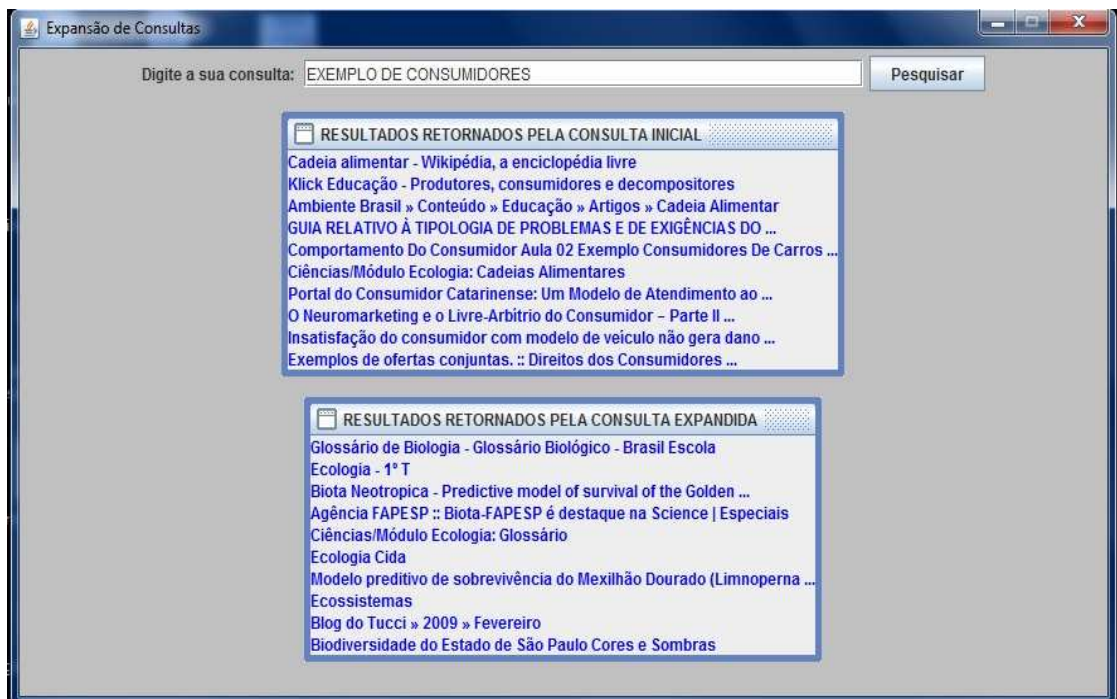 Expansão de Consultas
Digite a sua consulta: EXEMPLO DE CONSUMIDORES Pesquisar
RESULTADOS RETORNADOS PELA CONSULTA INICIAL
Cadeia alimentar - Wikipédia, a enciclopédia livre
Klick Educação - Produtores, consumidores e decompositores
Ambiente Brasil » Conteúdo » Educação » Artigos » Cadeia Alimentar
GUIA RELATIVO À TIPOLOGIA DE PROBLEMAS E DE EXIGÊNCIAS DO ...
Comportamento Do Consumidor Aula 02 Exemplo Consumidores De Carros ...
Ciências/Módulo Ecologia: Cadeias Alimentares
Portal do Consumidor Catarinense: Um Modelo de Atendimento ao ...
O Neuromarketing e o Livre-Arbítrio do Consumidor – Parte II ...
Insatisfação do consumidor com modelo de veículo não gera dano ...
Exemplos de ofertas conjuntas. :: Direitos dos Consumidores ...
RESULTADOS RETORNADOS PELA CONSULTA EXPANDIDA
Glossário de Biologia - Glossário Biológico - Brasil Escola
Ecologia - 1º T
Biota Neotropica - Predictive model of survival of the Golden ...
Agência FAPESP :: Biota-FAPESP é destaque na Science | Especiais
Ciências/Módulo Ecologia: Glossário
Ecologia Cida
Modelo preditivo de sobrevivência do Mexilhão Dourado (Limnoperna ...
Ecossistemas
Blog do Tucci » 2009 » Fevereiro
Biodiversidade do Estado de São Paulo Cores e Sombras